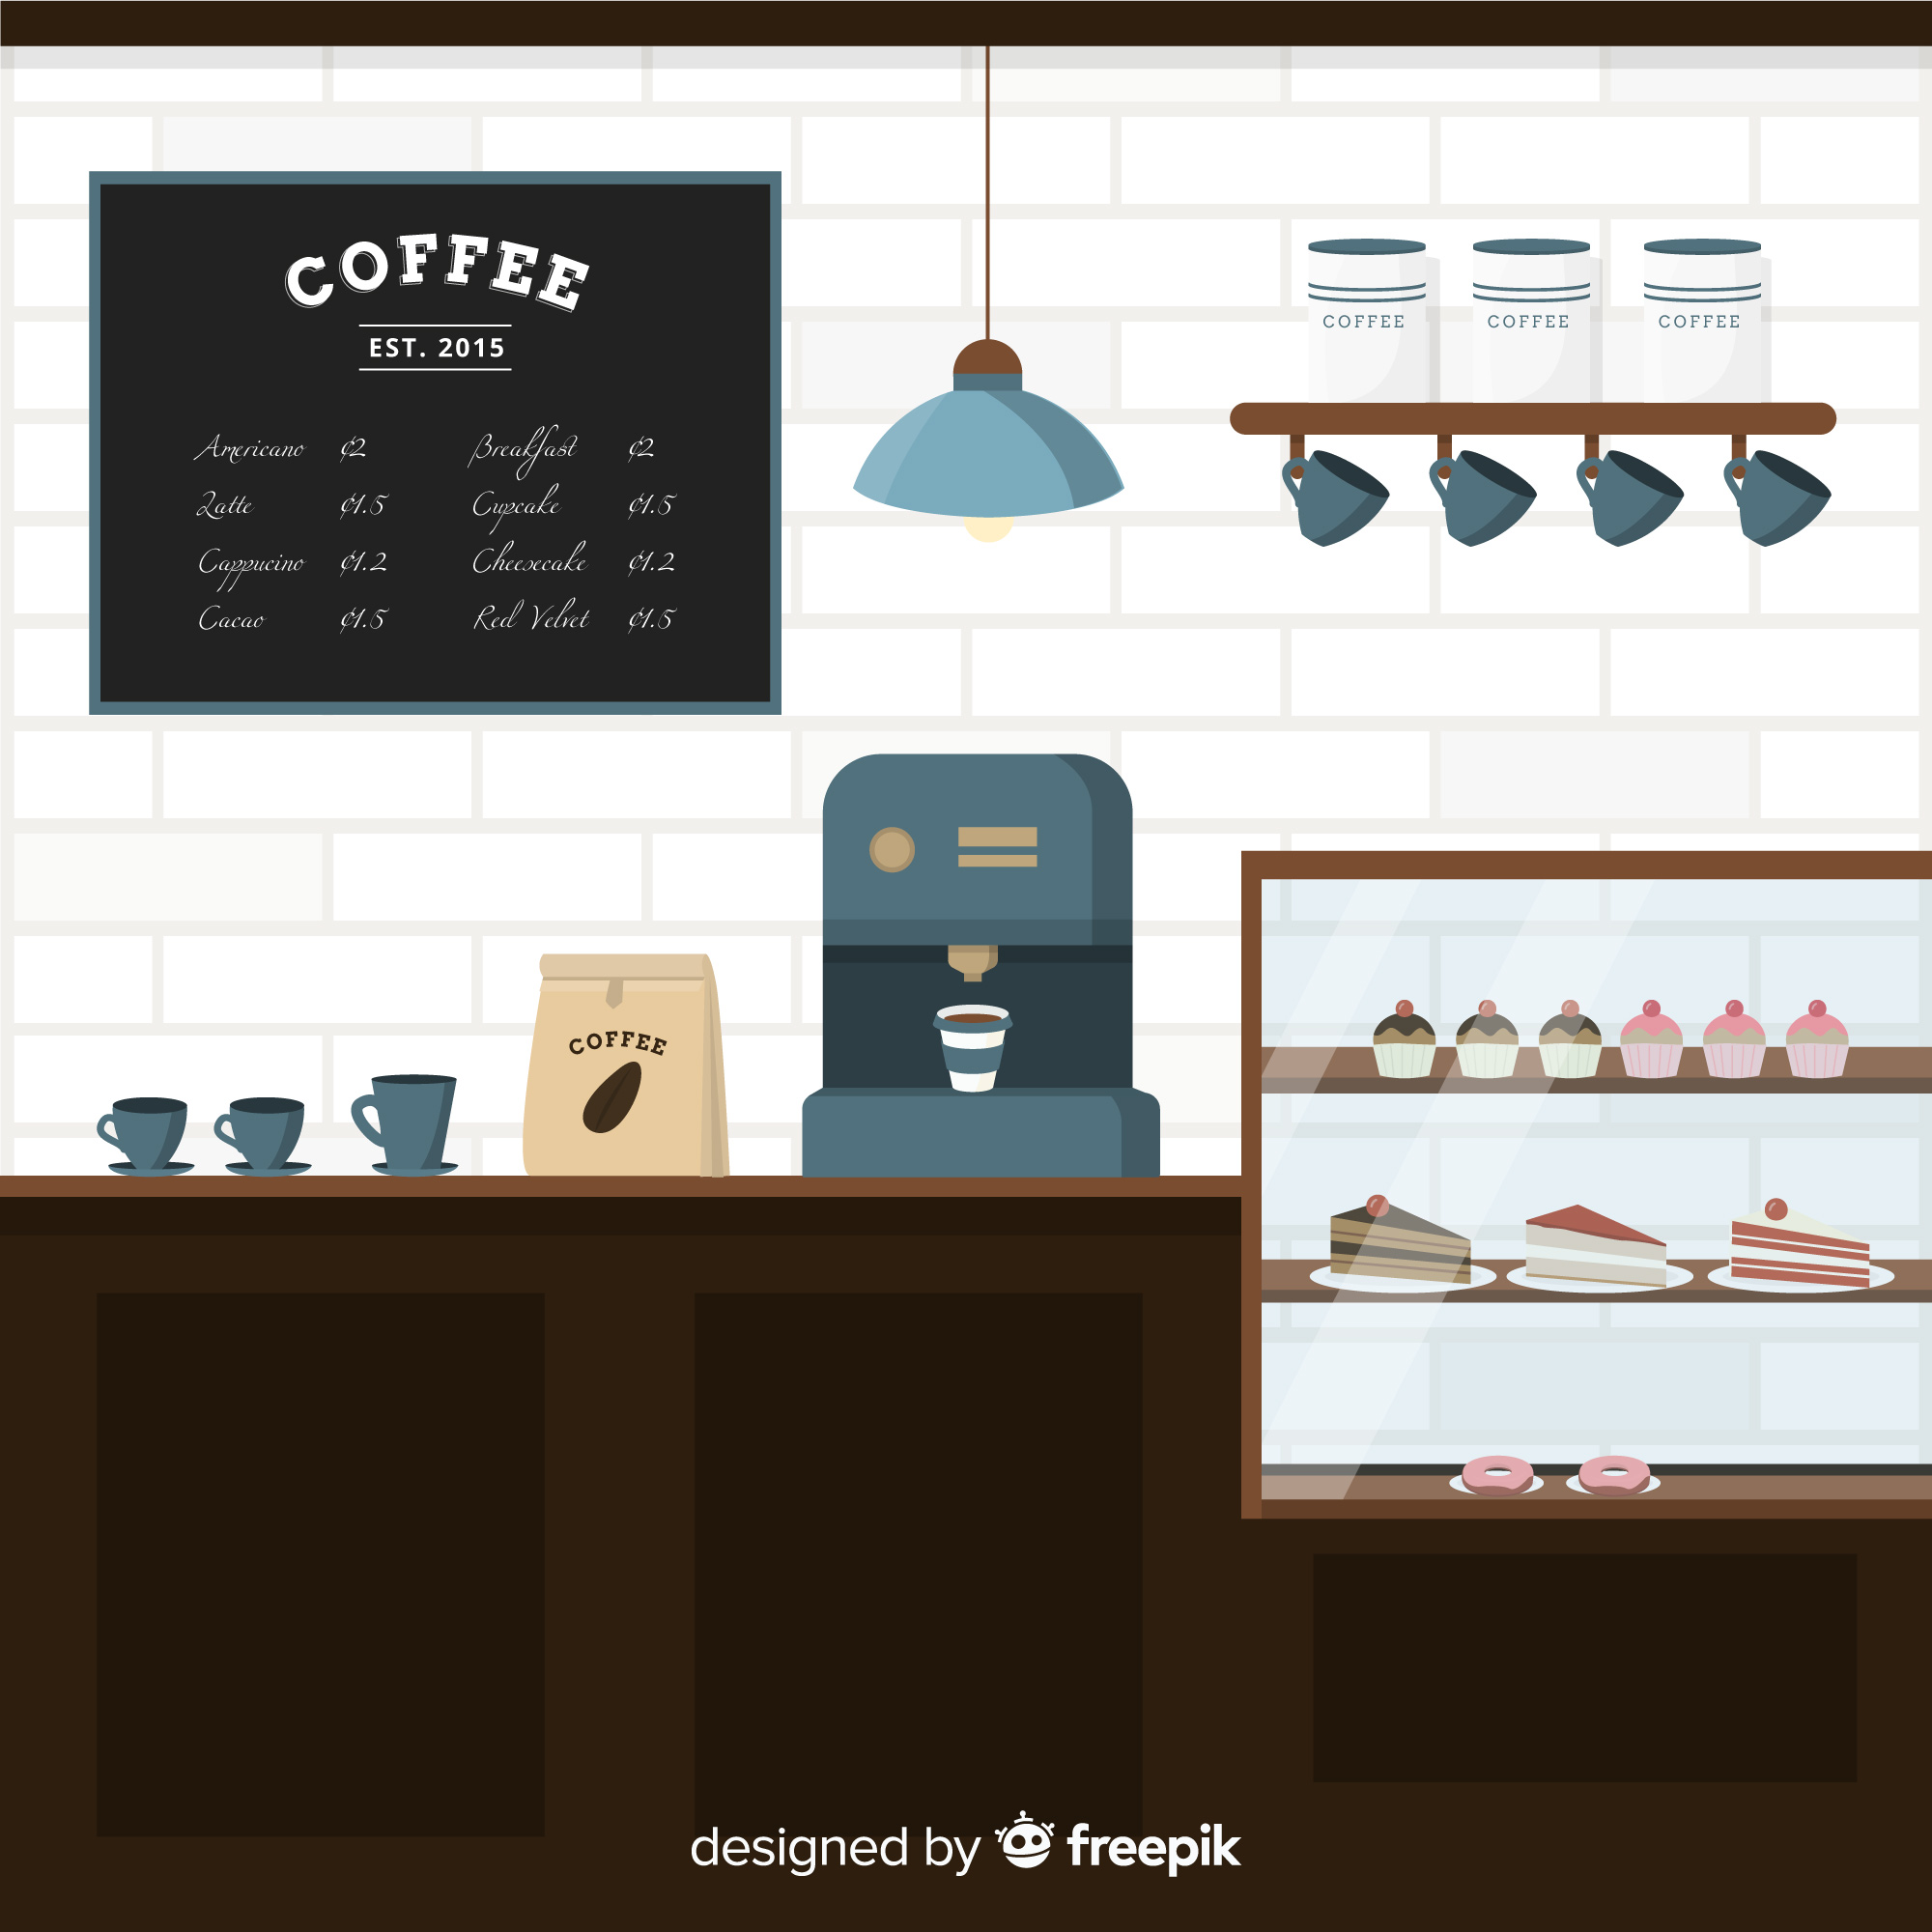 COFFEE
EST. 2015
Americano ₡2 Breakfast ₡2
Latte ₡1.5 Cupcake ₡1.5
Cappucino ₡1.2 Cheesecake ₡1.2
Cacao ₡1.5 Red Velvet ₡1.5
COFFEE COFFEE COFFEE
COFFEE
designed by freepik